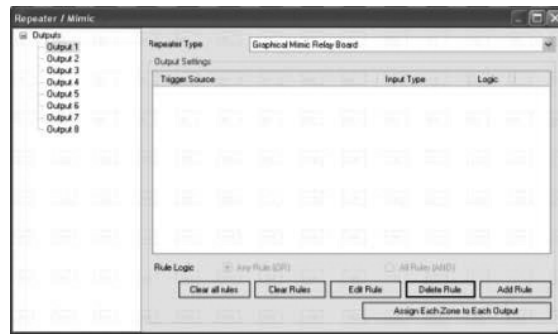 Repeater / Mimic
Outputs
Output 1
Output 2
Output 3
Output 4
Output 5
Output 6
Output 7
Output 8
Repeater Type
Graphical Mimic Relay Board
Output Settings
Trigger Source Input Type Logic
Rule Logic Any Rule (OR) All Rules (AND)
Clear all rules Clear Rules Edit Rule Delete Rule Add Rule
Assign Each Zone to Each Output